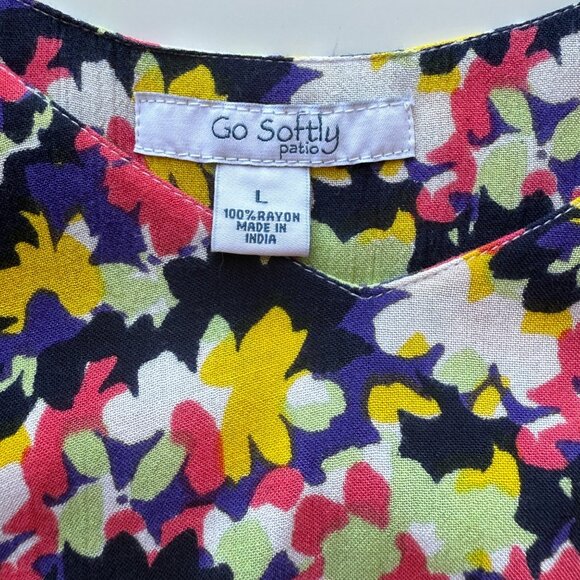 Go Softly
patio
L
100% RAYON
MADE IN
INDIA